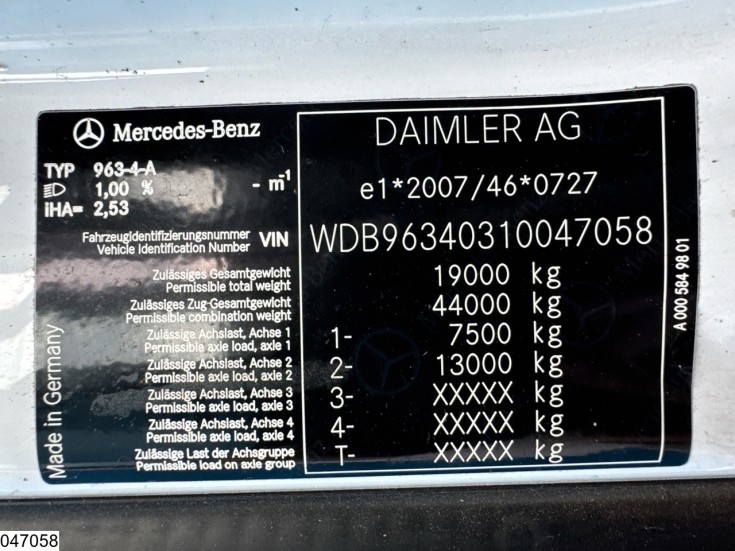 Mercedes-Benz
TYP 963-4-A
1,00 % - m⁻¹
iHA= 2,53
DAIMLER AG
e1*2007/46*0727
Fahrzeugidentifizierungsnummer
Vehicle Identification Number VIN WDB96340310047058
Zulässiges Gesamtgewicht
Permissible total weight 19000 kg
Zulässiges Zug-Gesamtgewicht
Permissible combination weight 44000 kg
Zulässige Achslast, Achse 1
Permissible axle load, axle 1 1- 7500 kg
Zulässige Achslast, Achse 2
Permissible axle load, axle 2 2- 13000 kg
Zulässige Achslast, Achse 3
Permissible axle load, axle 3 3- XXXXX kg
Zulässige Achslast, Achse 4
Permissible axle load, axle 4 4- XXXXX kg
Zulässige Last der Achsgruppe
Permissible load on axle group T- XXXXX kg
Made in Germany
A 000 584 98 01
047058